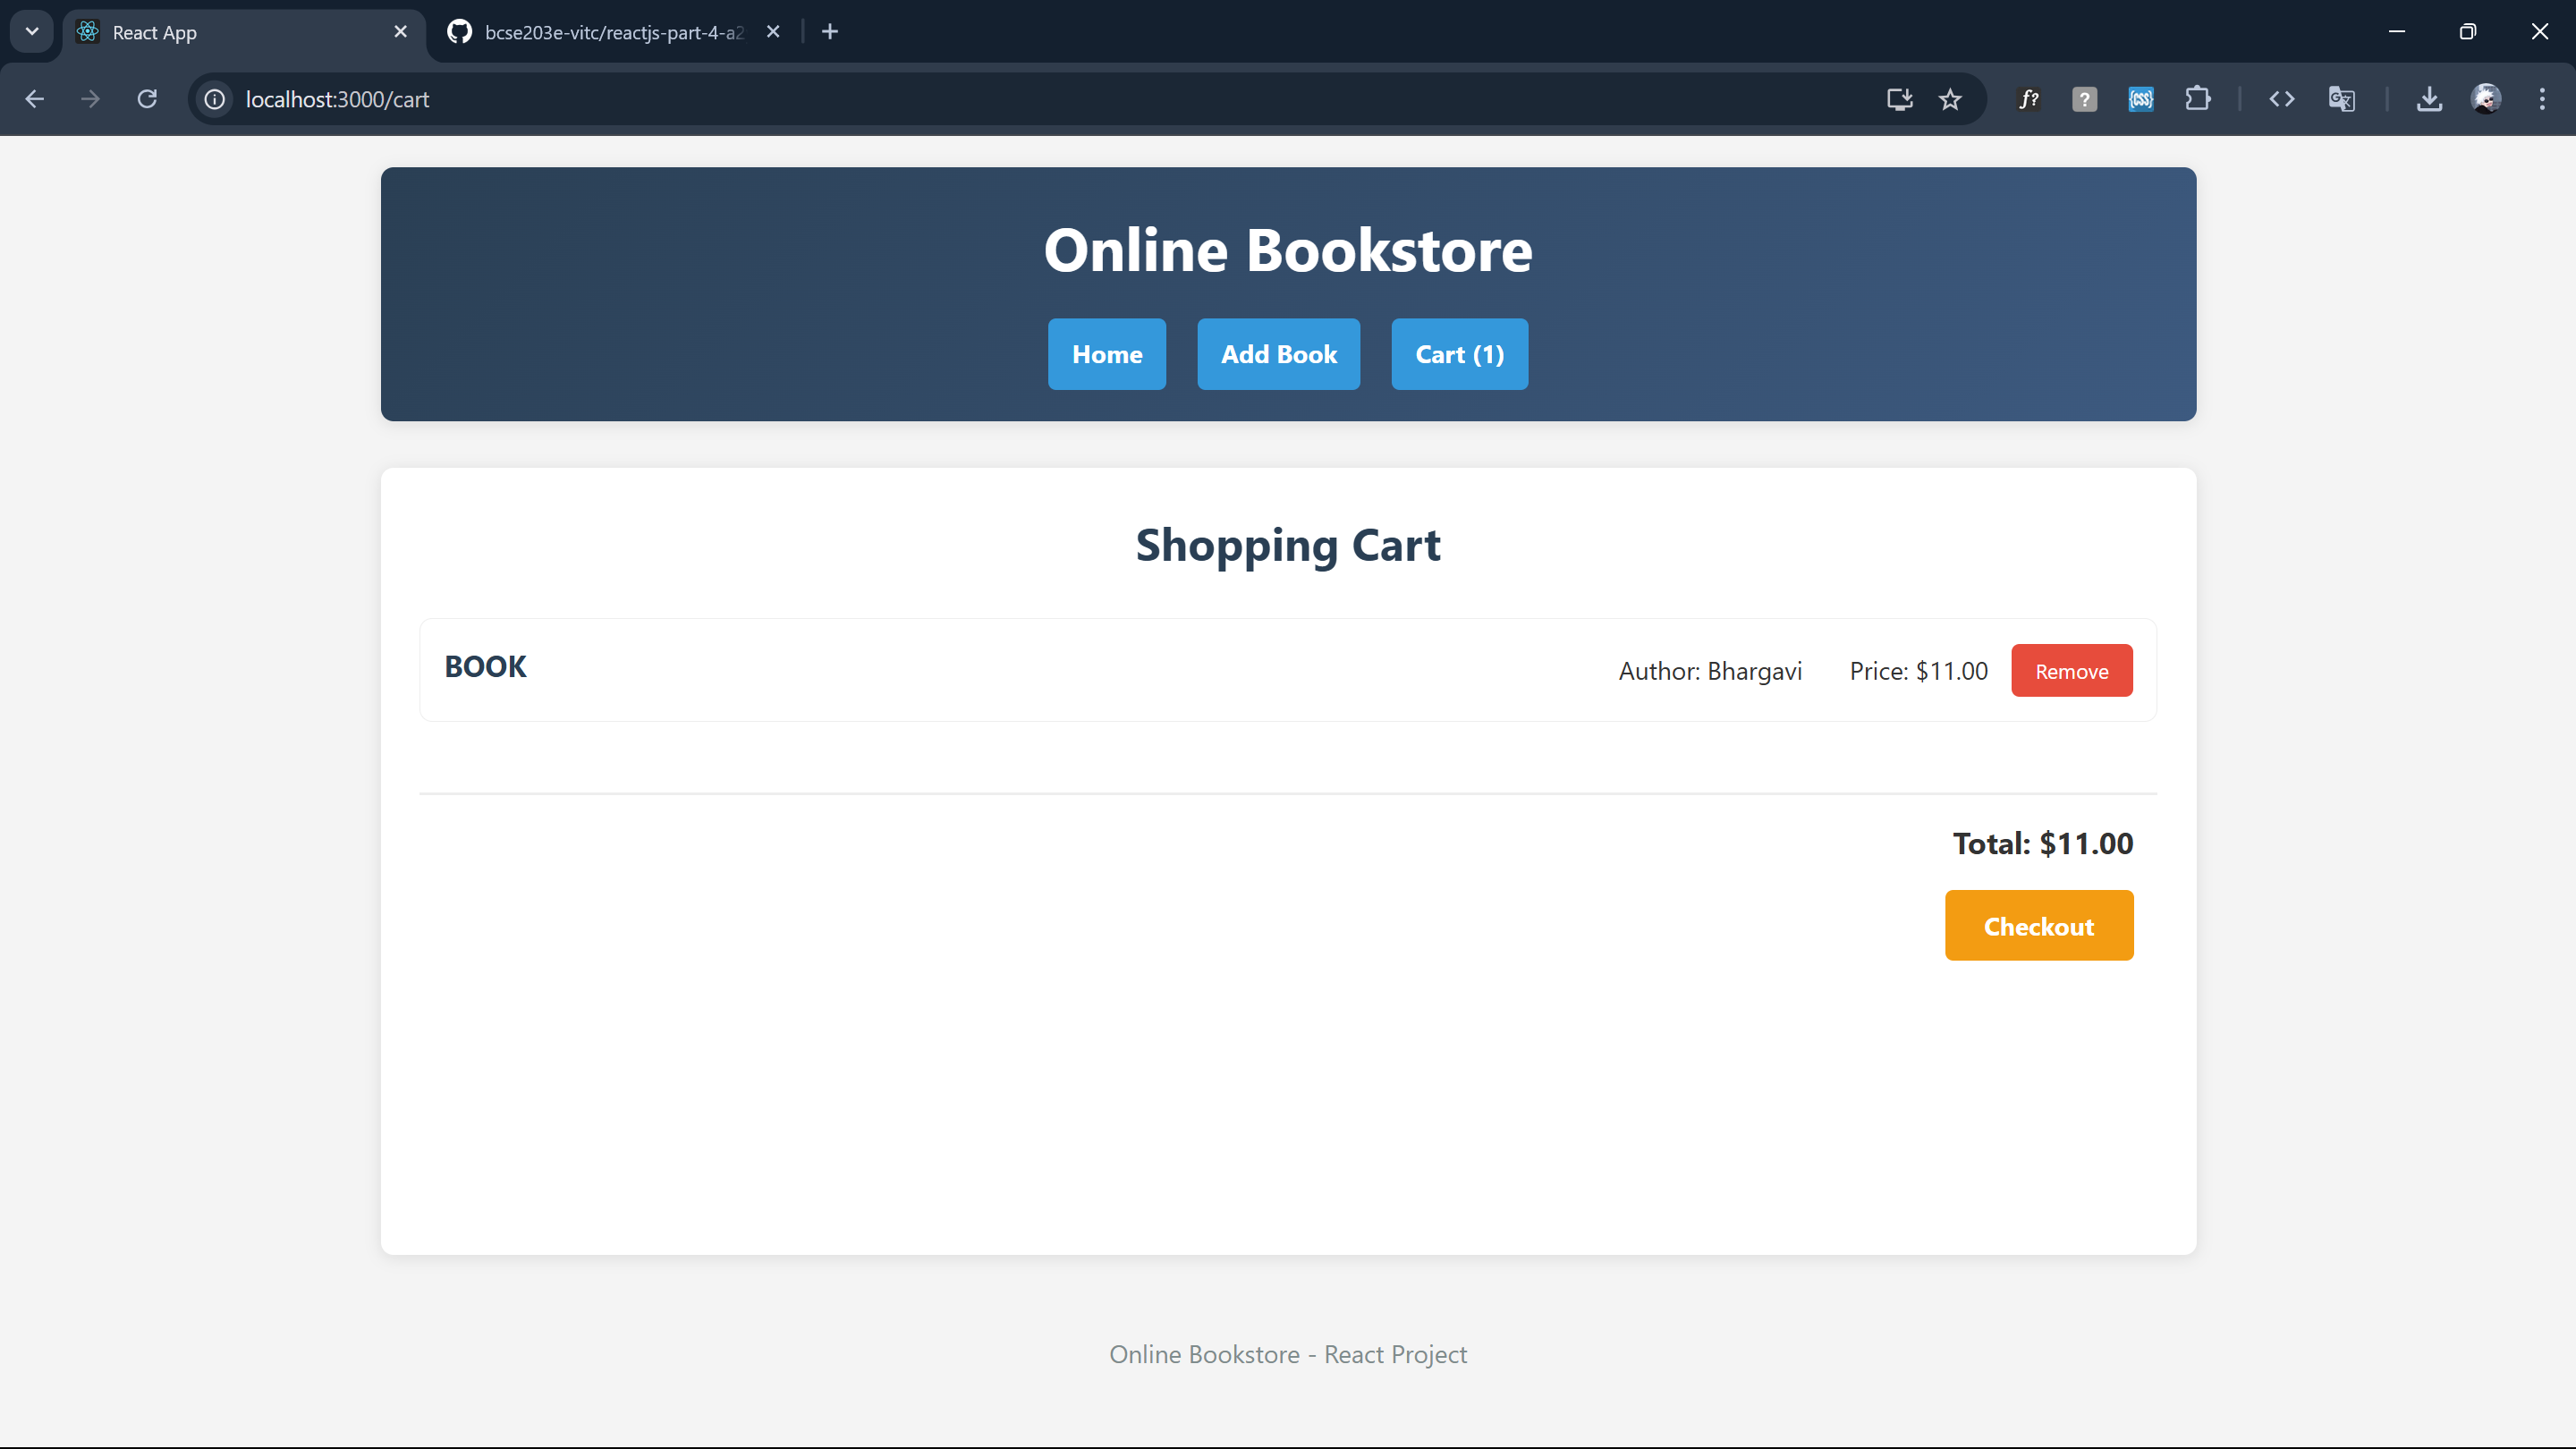 React App
bcse203e-vitc/reactjs-part-4-a2
localhost:3000/cart
Online Bookstore
Home
Add Book
Cart (1)
Shopping Cart
BOOK
Author: Bhargavi
Price: $11.00
Remove
Total: $11.00
Checkout
Online Bookstore - React Project